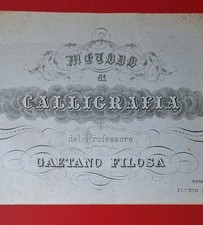 METODO
di
CALLIGRAFIA
del Professore
GAETANO FILOSA